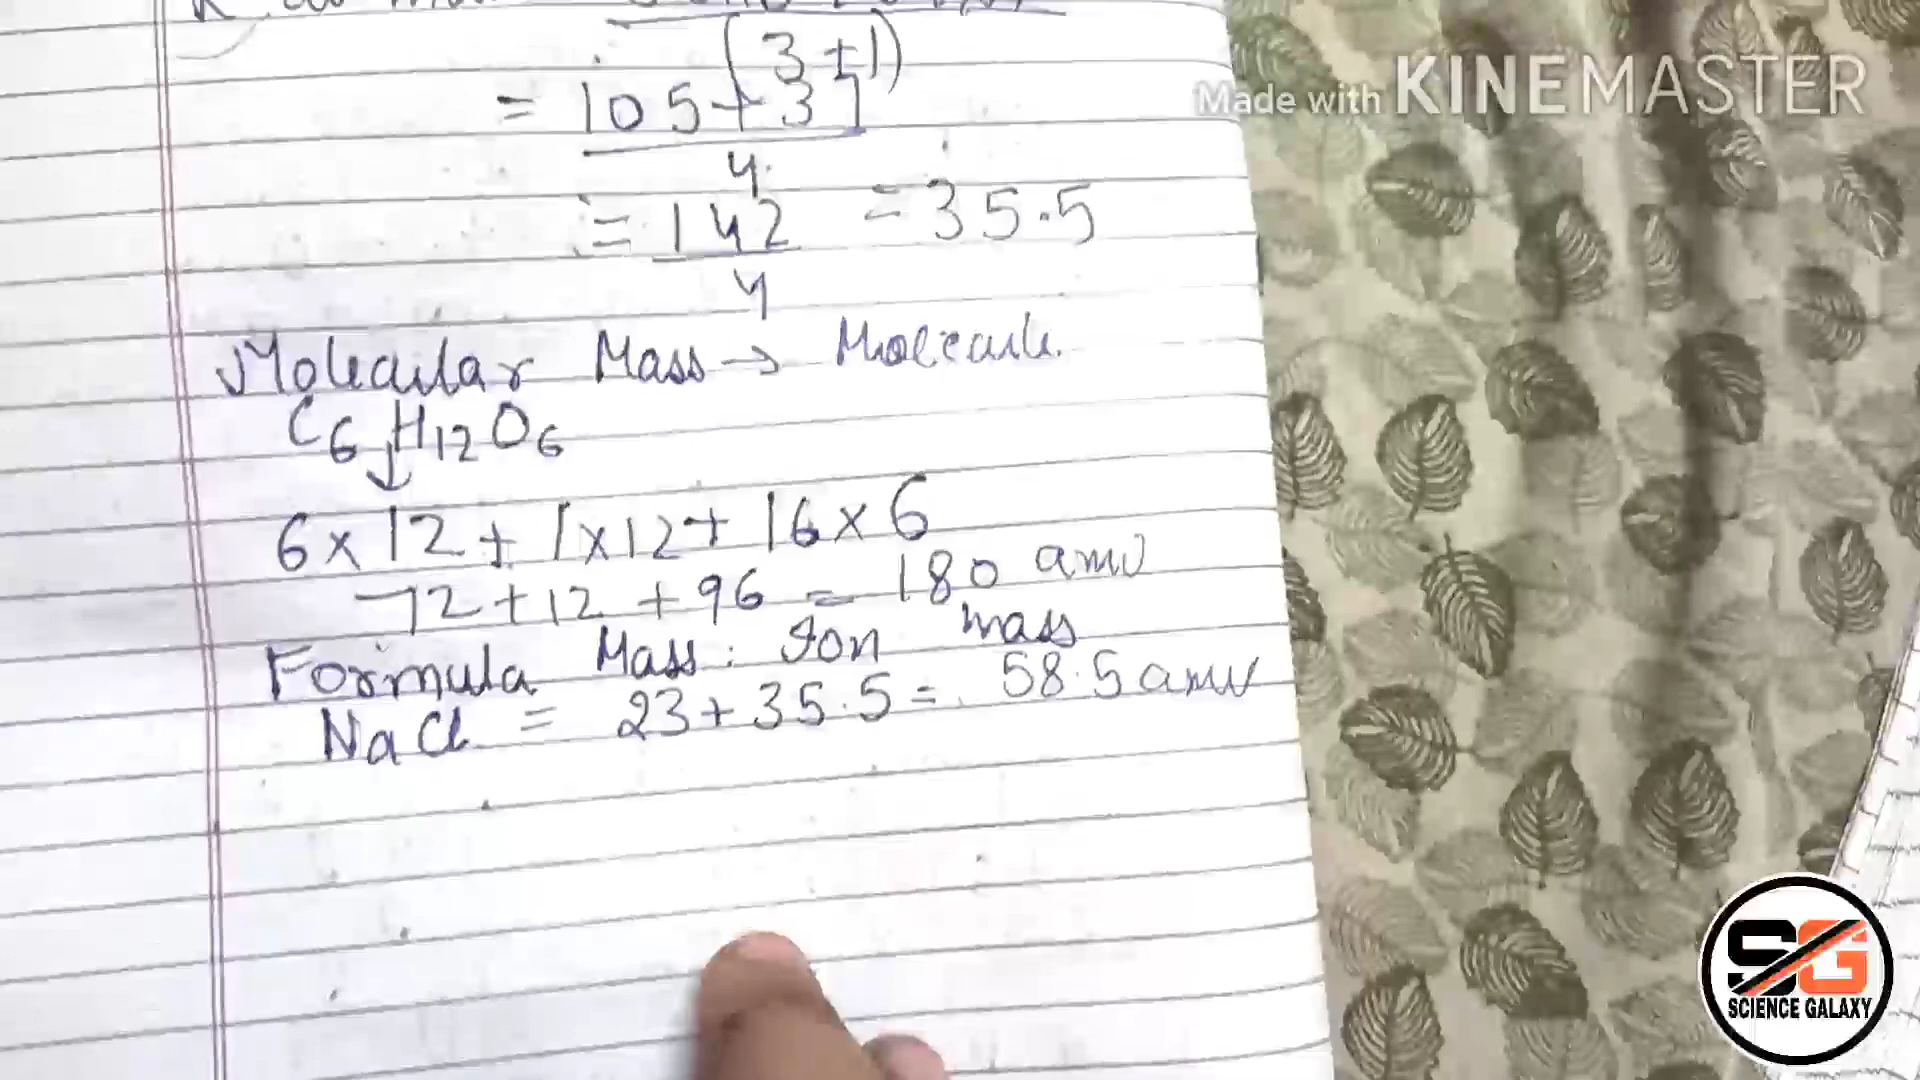 (3+1)
= 105+37
4
= 142 = 35.5
4
Molecular Mass → Molecule.
C6H12O6
↓
6×12+1×12+16×6
72+12+96 = 180 amu
Formula Mass: Ion mass
NaCl = 23+35.5 = 58.5 amu
Made with KINEMASTER
SG
SCIENCE GALAXY